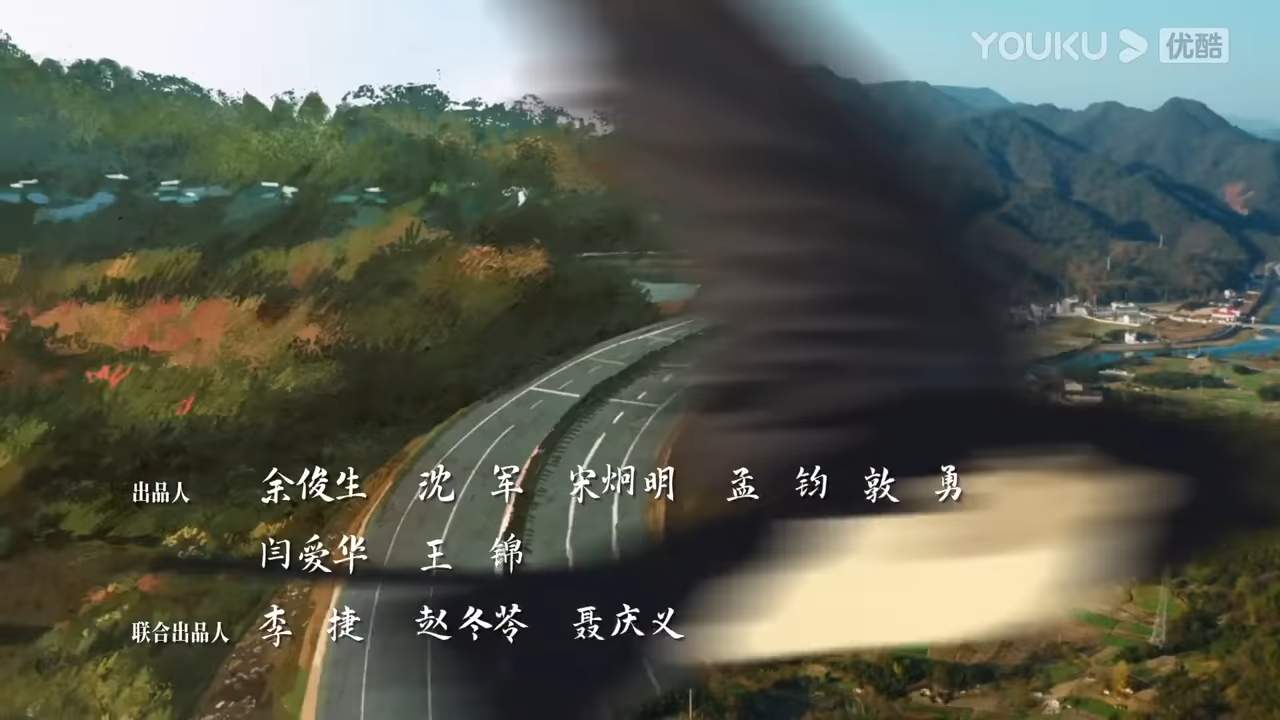 YOUKU 优酷
出品人 余俊生 沈军 宋炯明 孟钧 敦勇
闫爱华 王锦
联合出品人 李捷 赵冬苓 聂庆义